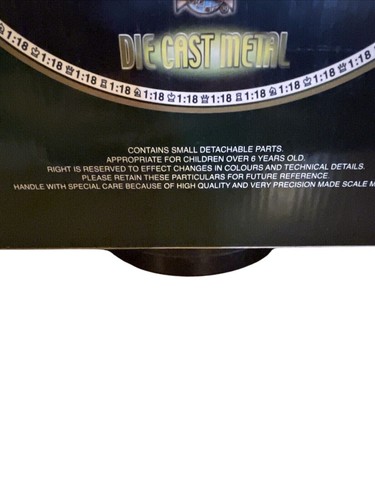 DIE CAST METAL
1:18 1:18 1:18 1:18 1:18 1:18 1:18 1:18 1:18 1:18 1:18
CONTAINS SMALL DETACHABLE PARTS.
APPROPRIATE FOR CHILDREN OVER 6 YEARS OLD.
RIGHT IS RESERVED TO EFFECT CHANGES IN COLOURS AND TECHNICAL DETAILS.
PLEASE RETAIN THESE PARTICULARS FOR FUTURE REFERENCE.
HANDLE WITH SPECIAL CARE BECAUSE OF HIGH QUALITY AND VERY PRECISION MADE SCALE